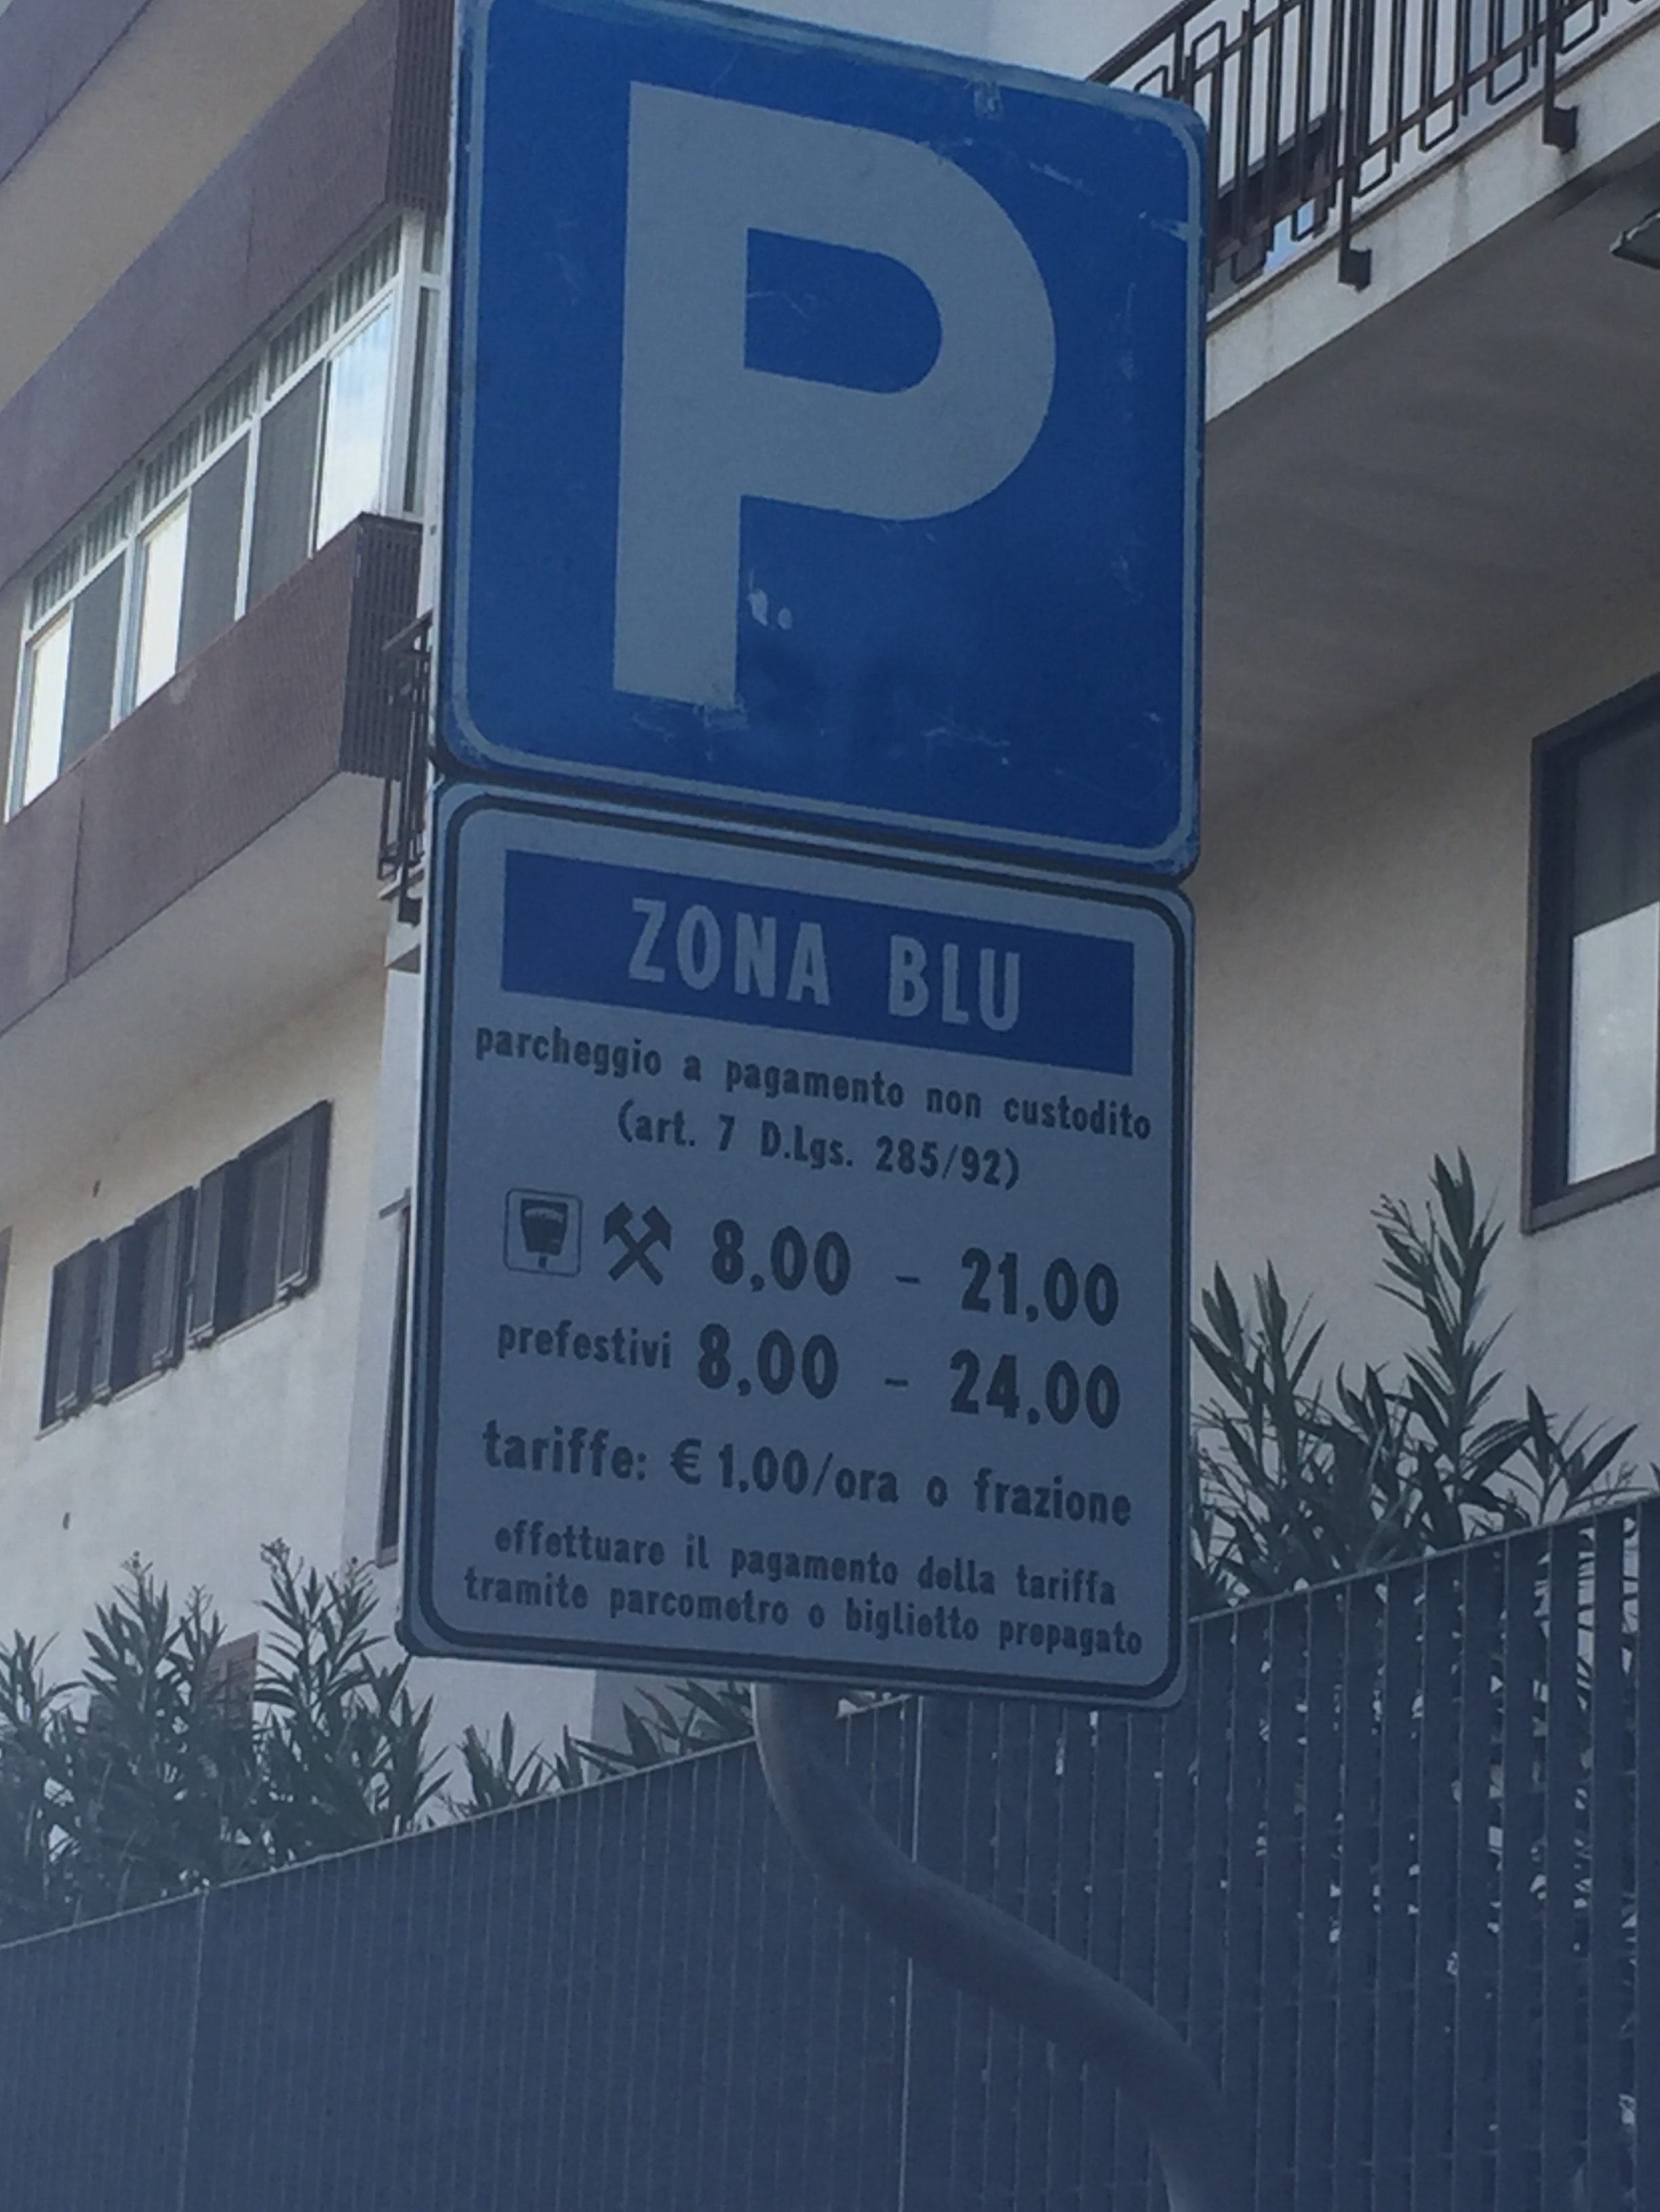 P
ZONA BLU
parcheggio a pagamento non custodito
(art. 7 D.Lgs. 285/92)
8,00 - 21,00
prefestivi 8,00 - 24,00
tariffe: € 1,00/ora o frazione
effettuare il pagamento della tariffa
tramite parcometro o biglietto prepagato